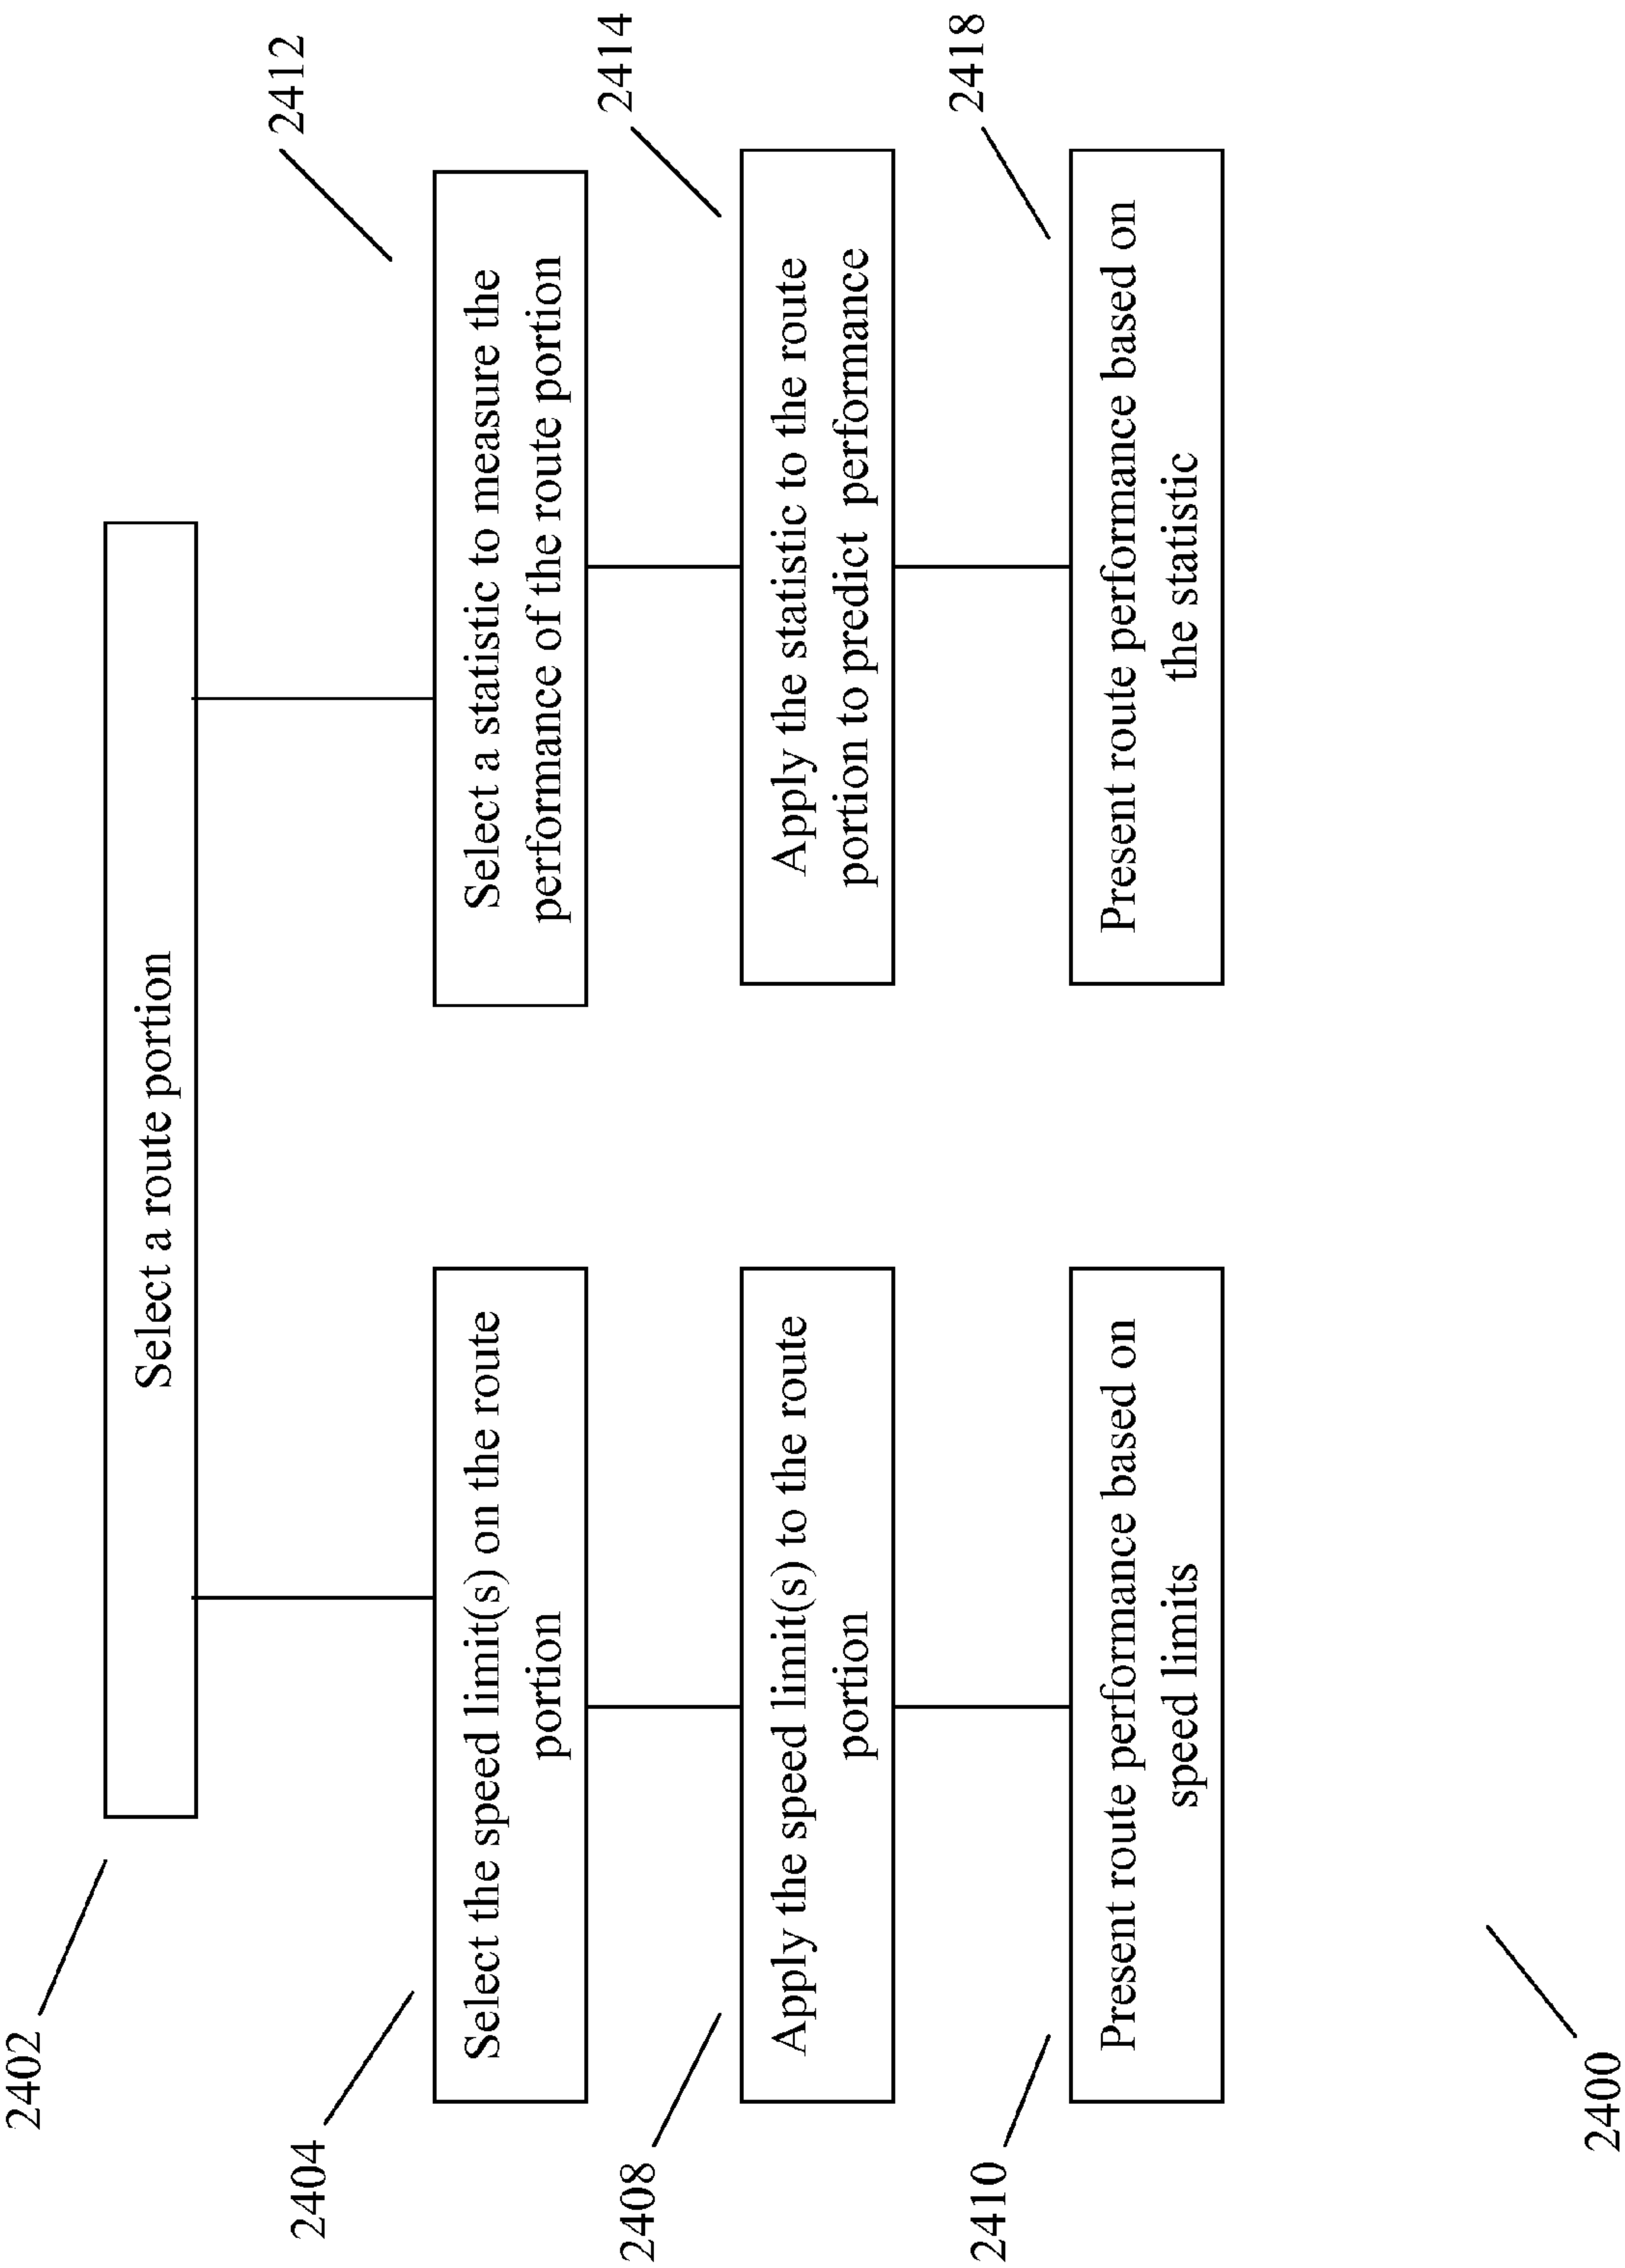 2402
Select a route portion
2404
Select the speed limit(s) on the route
portion
2412
Select a statistic to measure the
performance of the route portion
2408
Apply the speed limit(s) to the route
portion
2414
Apply the statistic to the route
portion to predict performance
2410
Present route performance based on
speed limits
2418
Present route performance based on
the statistic
2400